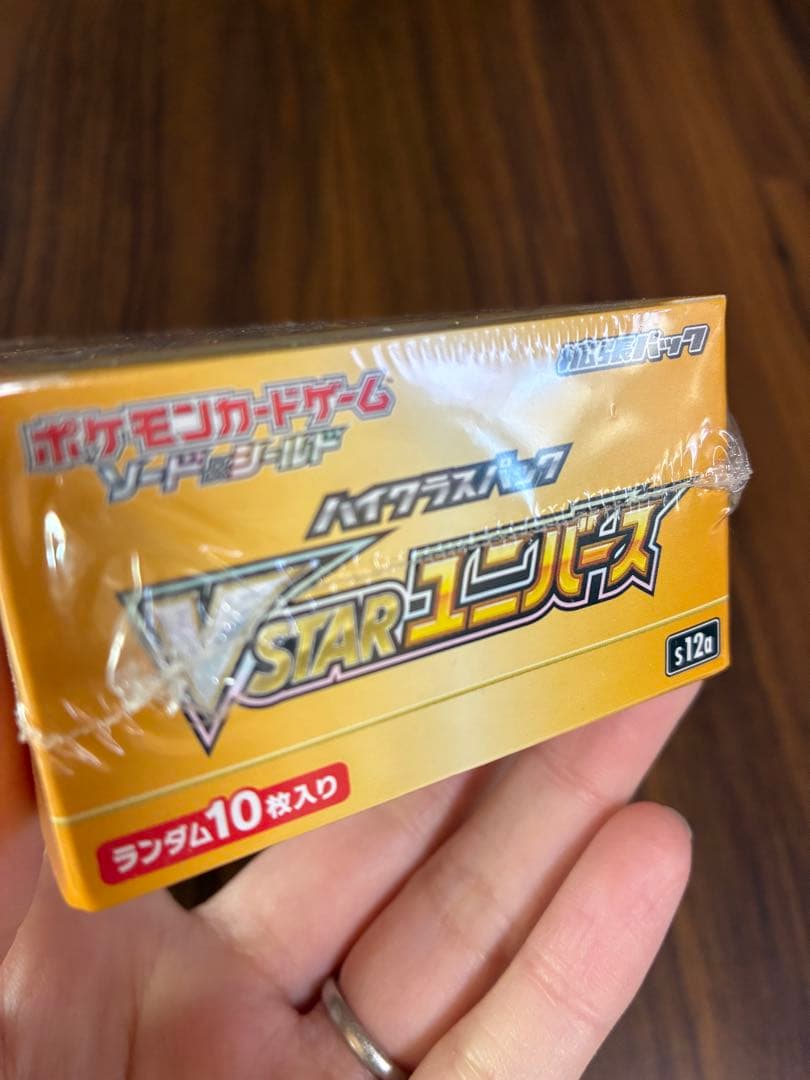 拡張パック
ポケモンカードゲーム
ソード&シールド
ハイクラスパック
VSTARユニバース
s12a
ランダム10枚入り